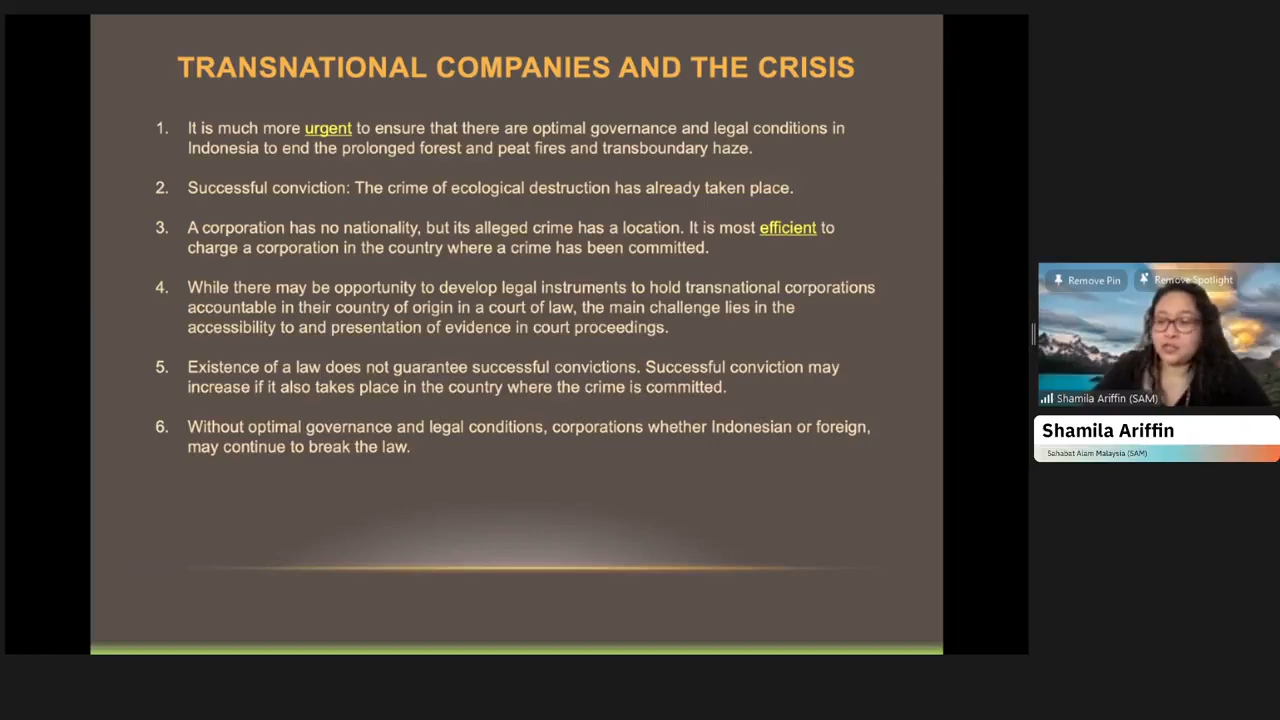 TRANSNATIONAL COMPANIES AND THE CRISIS
1. It is much more urgent to ensure that there are optimal governance and legal conditions in
Indonesia to end the prolonged forest and peat fires and transboundary haze.
2. Successful conviction: The crime of ecological destruction has already taken place.
3. A corporation has no nationality, but its alleged crime has a location. It is most efficient to
charge a corporation in the country where a crime has been committed.
4. While there may be opportunity to develop legal instruments to hold transnational corporations
accountable in their country of origin in a court of law, the main challenge lies in the
accessibility to and presentation of evidence in court proceedings.
5. Existence of a law does not guarantee successful convictions. Successful conviction may
increase if it also takes place in the country where the crime is committed.
6. Without optimal governance and legal conditions, corporations whether Indonesian or foreign,
may continue to break the law.
Remove Pin
Remove Spotlight
Shamila Ariffin (SAM)
Shamila Ariffin
Sahabat Alam Malaysia (SAM)